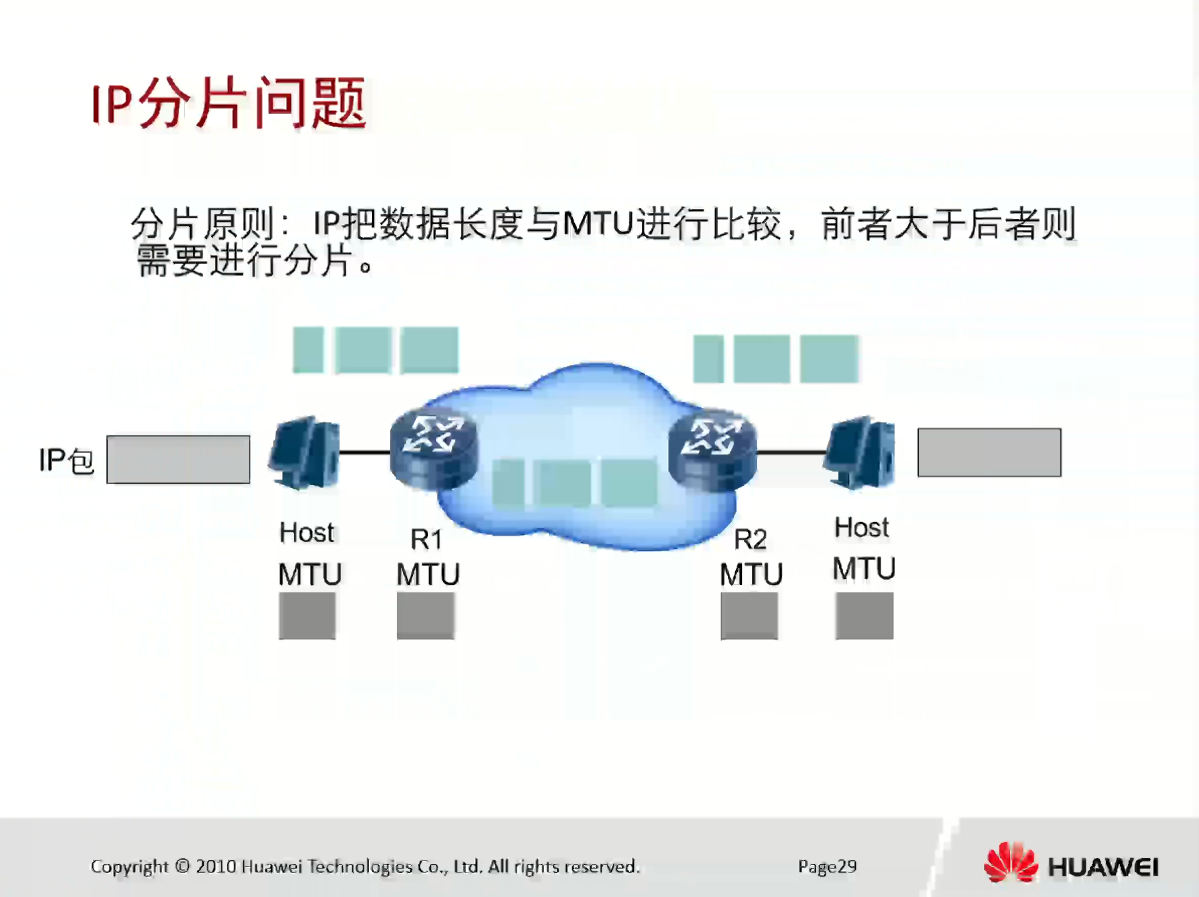 IP分片问题
分片原则：IP把数据长度与MTU进行比较，前者大于后者则
需要进行分片。
IP包
Host
R1
R2
Host
MTU
MTU
MTU
MTU
Copyright © 2010 Huawei Technologies Co., Ltd. All rights reserved.
Page29
HUAWEI